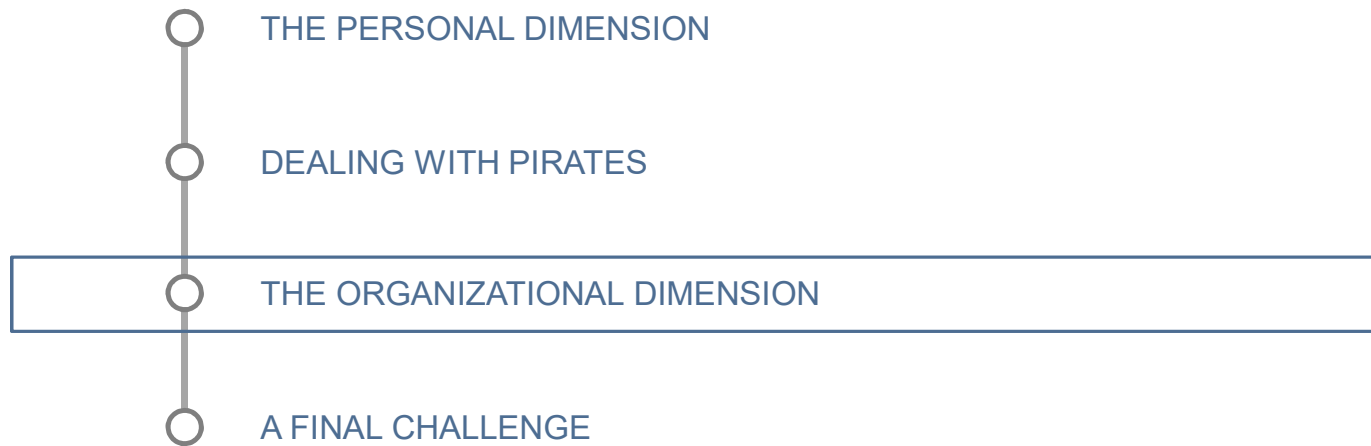 THE PERSONAL DIMENSION
DEALING WITH PIRATES
THE ORGANIZATIONAL DIMENSION
A FINAL CHALLENGE